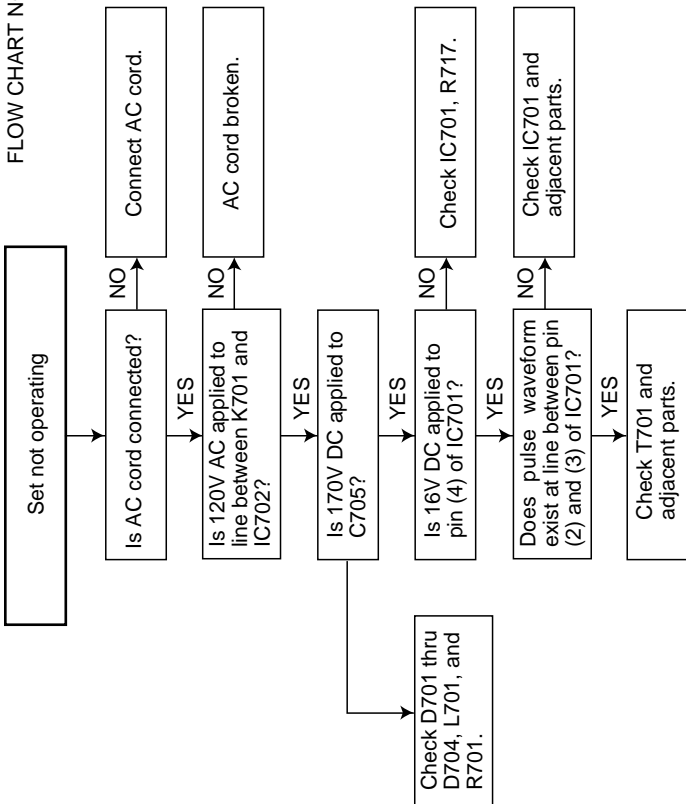 FLOW CHART N
Set not operating
Is AC cord connected?
NO
Connect AC cord.
YES
Is 120V AC applied to
line between K701 and
IC702?
NO
AC cord broken.
YES
Is 170V DC applied to
C705?
Check D701 thru
D704, L701, and
R701.
YES
Is 16V DC applied to
pin (4) of IC701?
NO
Check IC701, R717.
YES
Does pulse waveform
exist at line between pin
(2) and (3) of IC701?
NO
Check IC701 and
adjacent parts.
YES
Check T701 and
adjacent parts.